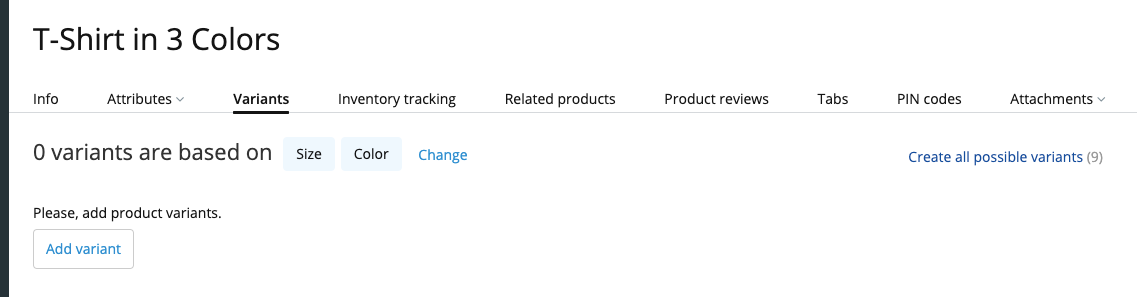 T-Shirt in 3 Colors
Info Attributes Variants Inventory tracking Related products Product reviews Tabs PIN codes Attachments
0 variants are based on Size Color Change Create all possible variants (9)
Please, add product variants.
Add variant